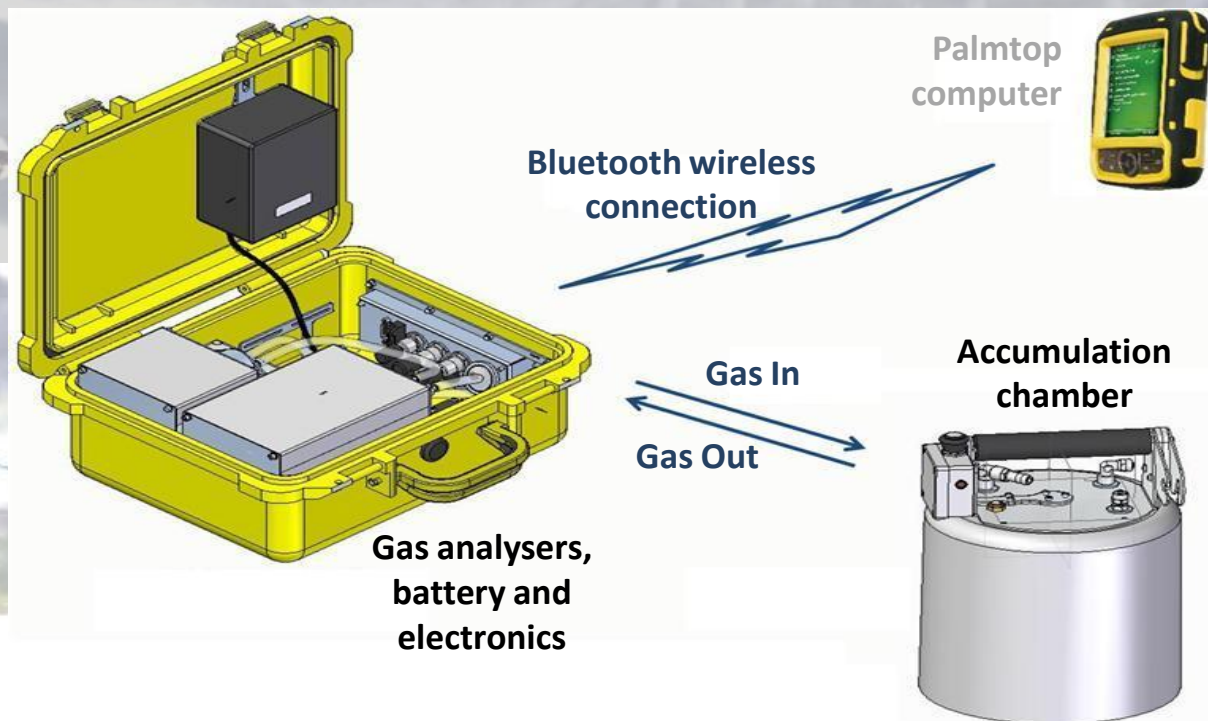 Palmtop
computer
Bluetooth wireless
connection
Gas In
Gas Out
Accumulation
chamber
Gas analysers,
battery and
electronics